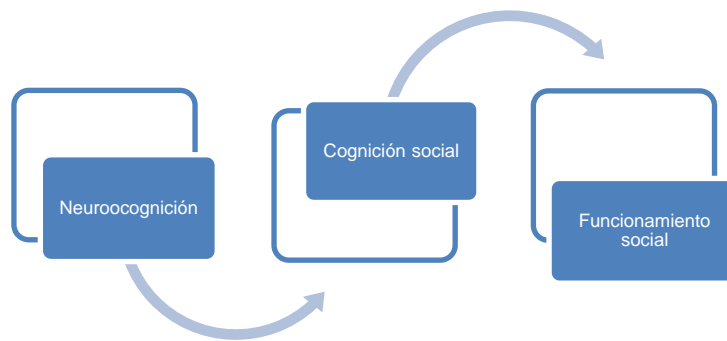 Neuroocognición
Cognición social
Funcionamiento
social